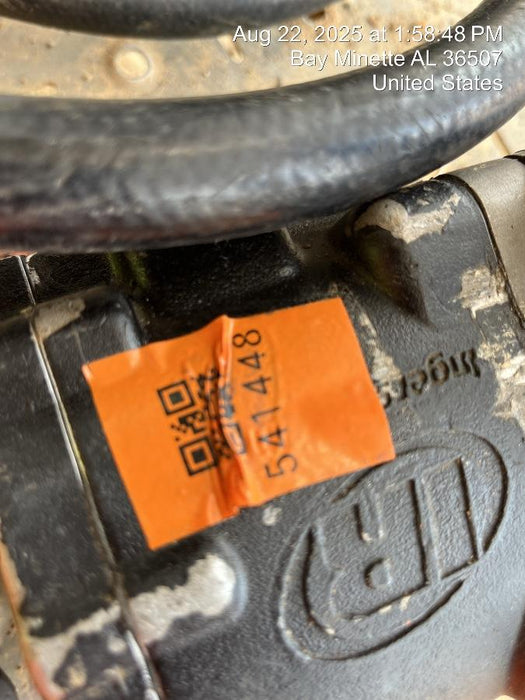 Aug 22, 2025 at 1:58:48 PM
Bay Minette AL 36507
United States
541448
IR